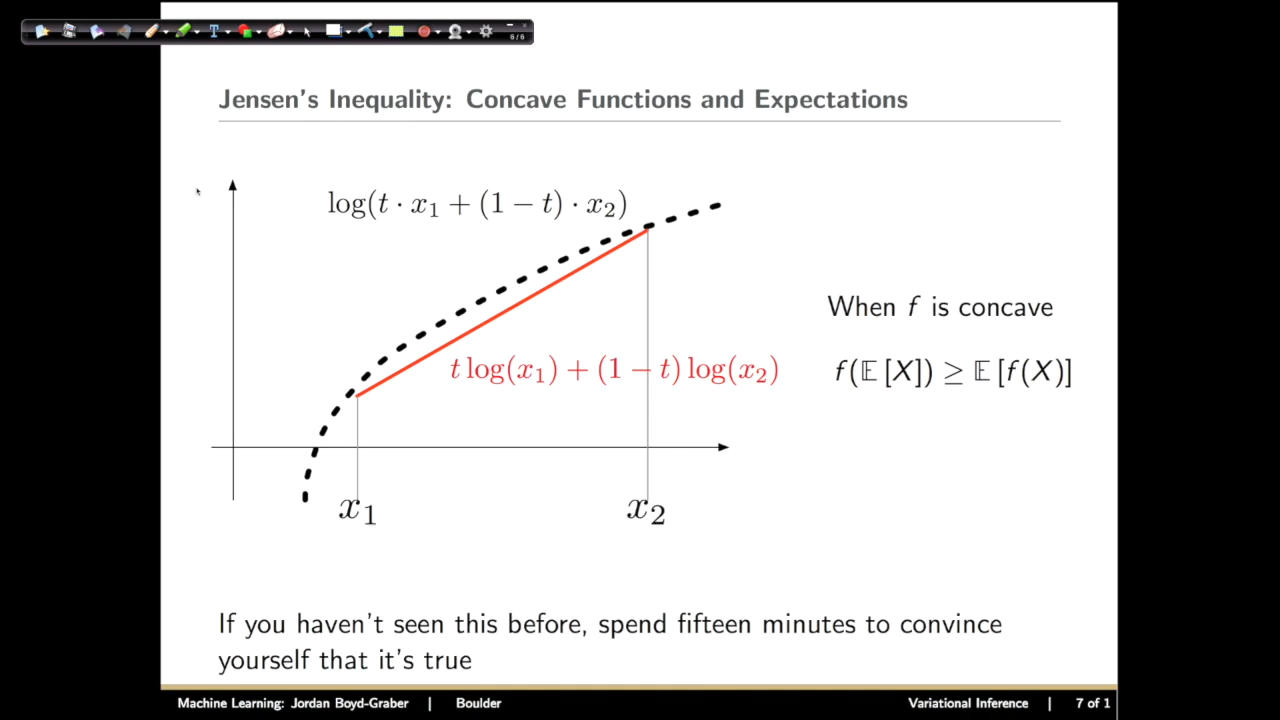 6/6
Jensen's Inequality: Concave Functions and Expectations
log(t · x₁ + (1 − t) · x₂)
When f is concave
t log(x₁) + (1 − t) log(x₂)
f(𝔼 [X]) ≥ 𝔼 [f(X)]
x₁
x₂
If you haven't seen this before, spend fifteen minutes to convince
yourself that it's true
Machine Learning: Jordan Boyd-Graber | Boulder Variational Inference | 7 of 1